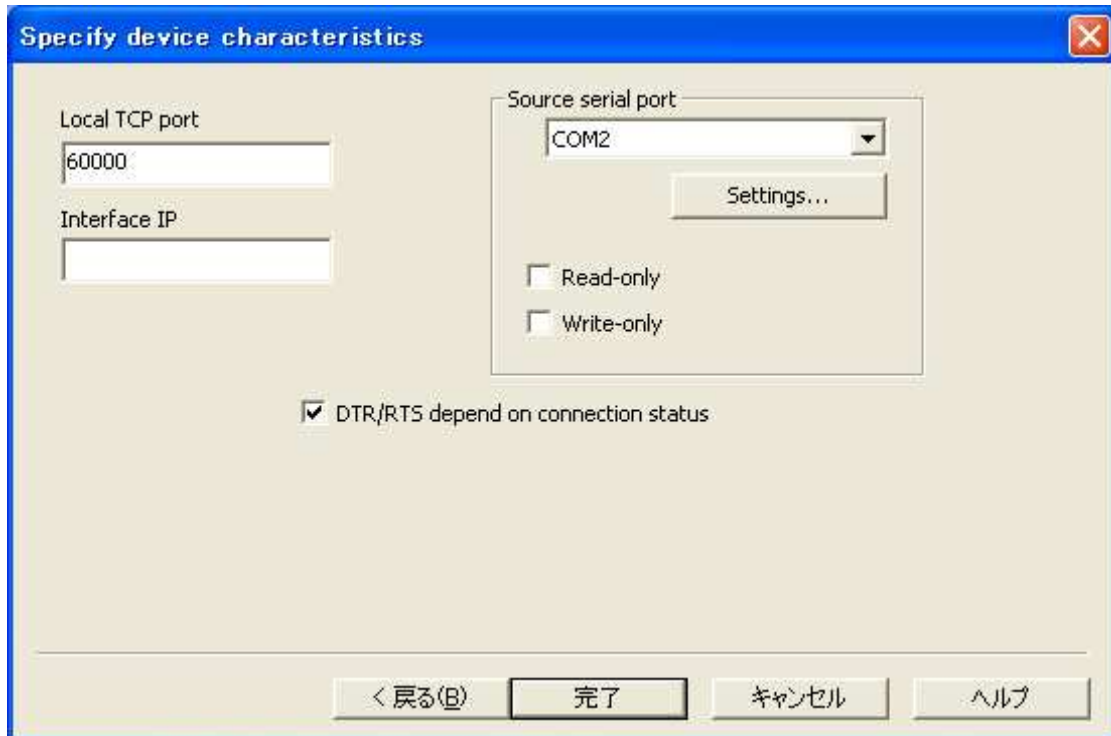 Specify device characteristics
Local TCP port
60000
Interface IP
Source serial port
COM2
Settings...
Read-only
Write-only
DTR/RTS depend on connection status
< 戻る(B)
完了
キャンセル
ヘルプ